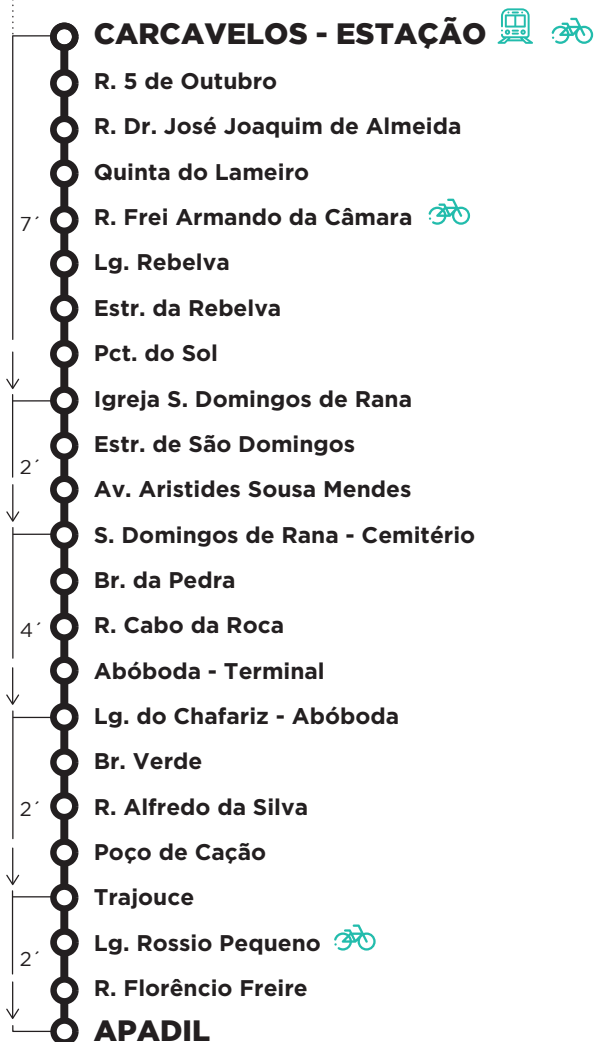 CARCAVELOS - ESTAÇÃO
R. 5 de Outubro
R. Dr. José Joaquim de Almeida
Quinta do Lameiro
7´ R. Frei Armando da Câmara
Lg. Rebelva
Estr. da Rebelva
Pct. do Sol
Igreja S. Domingos de Rana
Estr. de São Domingos
2´
Av. Aristides Sousa Mendes
S. Domingos de Rana - Cemitério
Br. da Pedra
4´ R. Cabo da Roca
Abóboda - Terminal
Lg. do Chafariz - Abóboda
Br. Verde
2´ R. Alfredo da Silva
Poço de Cação
Trajouce
Lg. Rossio Pequeno
2´
R. Florêncio Freire
APADIL